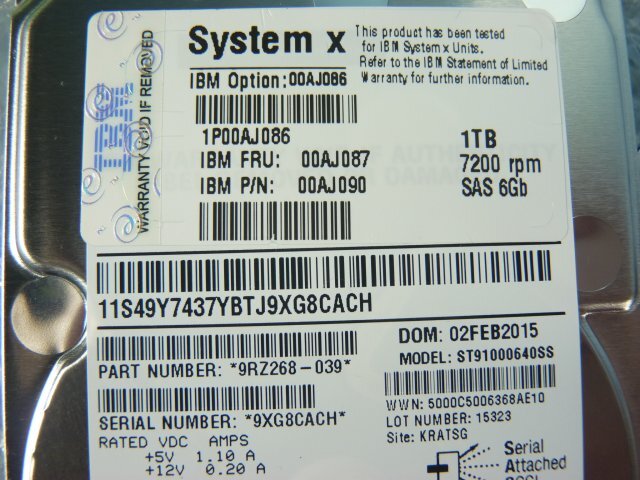 System x
This product has been tested
for IBM System x Units.
Refer to the IBM Statement of Limited
Warranty for further information.
IBM Option:00AJ086
1P00AJ086
IBM FRU: 00AJ087
IBM P/N: 00AJ090
1TB
7200 rpm
SAS 6Gb
WARRANTY VOID IF REMOVED
IBM
11S49Y7437YBTJ9XG8CACH
DOM: 02FEB2015
MODEL: ST91000640SS
PART NUMBER: *9RZ268-039*
WWN: 5000C5006368AE10
LOT NUMBER: 15323
Site: KRATSG
SERIAL NUMBER: *9XG8CACH*
RATED VDC AMPS
+5V 1.10 A
+12V 0.20 A
Serial
Attached